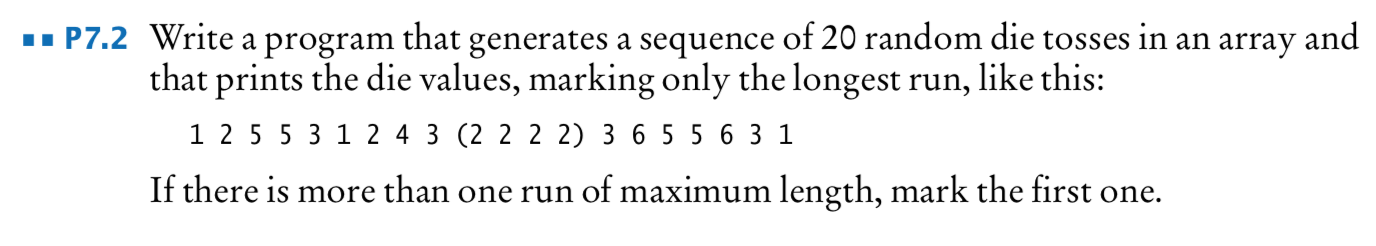 ■■ P7.2 Write a program that generates a sequence of 20 random die tosses in an array and
that prints the die values, marking only the longest run, like this:
1 2 5 5 3 1 2 4 3 (2 2 2 2) 3 6 5 5 6 3 1
If there is more than one run of maximum length, mark the first one.